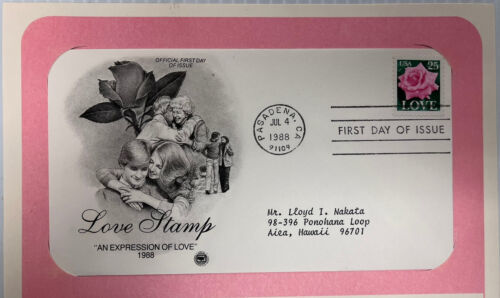 OFFICIAL FIRST DAY
OF ISSUE
Love Stamp
"AN EXPRESSION OF LOVE"
1988
PASADENA, CA
JUL 4
1988
91109
USA 25
LOVE
FIRST DAY OF ISSUE
Mr. Lloyd I. Nakata
98-396 Ponohana Loop
Aiea, Hawaii 96701